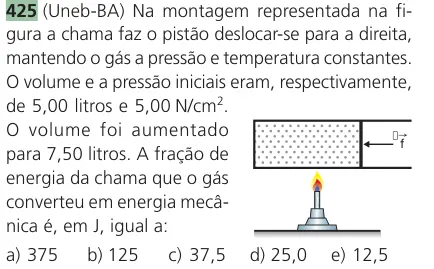 425 (Uneb-BA) Na montagem representada na fi-
gura a chama faz o pistão deslocar-se para a direita,
mantendo o gás a pressão e temperatura constantes.
O volume e a pressão iniciais eram, respectivamente,
de 5,00 litros e 5,00 N/cm².
O volume foi aumentado
para 7,50 litros. A fração de
energia da chama que o gás
converteu em energia mecâ-
nica é, em J, igual a:
f
a) 375 b) 125 c) 37,5 d) 25,0 e) 12,5